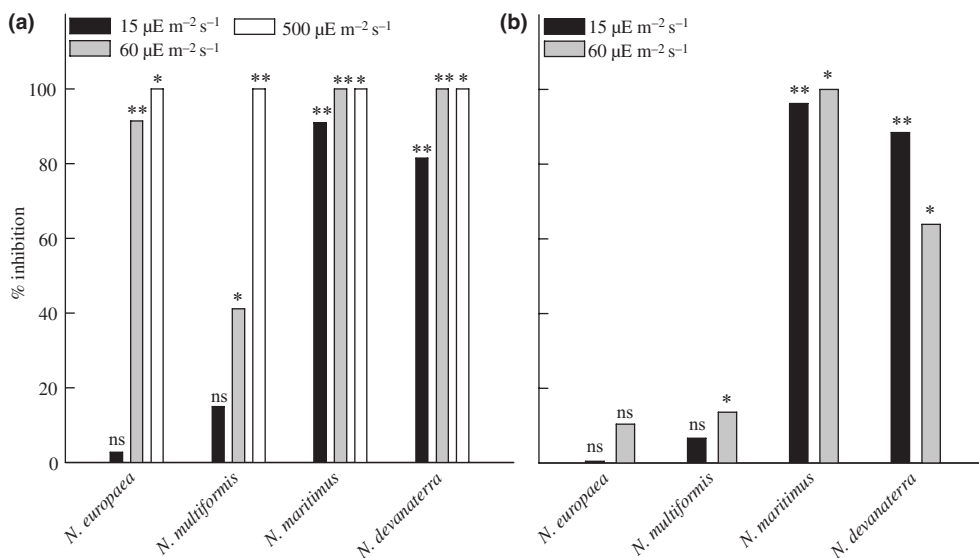 (a)
15 µE m⁻² s⁻¹
500 µE m⁻² s⁻¹
60 µE m⁻² s⁻¹
% inhibition
100
80
60
40
20
0
ns
**
*
ns
*
**
**
**
*
**
**
*
N. europaea
N. multiformis
N. maritimus
N. devanaterra
(b)
15 µE m⁻² s⁻¹
60 µE m⁻² s⁻¹
ns
ns
ns
*
**
*
**
*
N. europaea
N. multiformis
N. maritimus
N. devanaterra